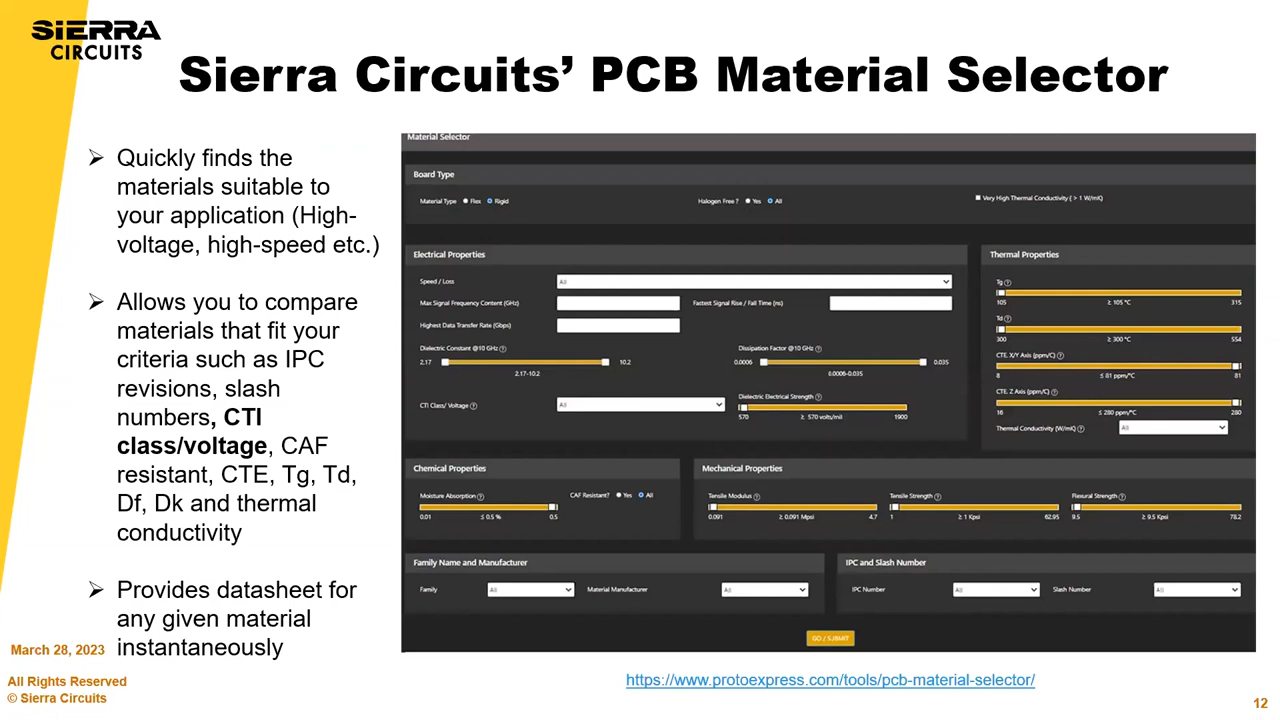 SIERRA
CIRCUITS
Sierra Circuits’ PCB Material Selector
➢ Quickly finds the
materials suitable to
your application (High-
voltage, high-speed etc.)
➢ Allows you to compare
materials that fit your
criteria such as IPC
revisions, slash
numbers, CTI
class/voltage, CAF
resistant, CTE, Tg, Td,
Df, Dk and thermal
conductivity
➢ Provides datasheet for
any given material
instantaneously
Material Selector
Board Type
Material Type Flex Rigid Halogen Free ? Yes All Very High Thermal Conductivity ( > 1 W/mK)
Electrical Properties
Speed / Loss All
Max Signal Frequency Content (GHz) Fastest Signal Rise / Fall Time (ns)
Highest Data Transfer Rate (Gbps)
Dielectric Constant @10 GHz ? Dissipation Factor @10 GHz ?
2.17 10.2 0.0006 0.035
2.17-10.2 0.0006-0.035
CTI Class/ Voltage ? All Dielectric Electrical Strength ?
570 ≥ 570 volts/mil 1900
Thermal Properties
Tg ?
105 ≥ 105 °C 315
Td ?
300 ≥ 300 °C 554
CTE, X/Y Axis (ppm/C) ?
8 ≤ 81 ppm/°C 81
CTE, Z Axis (ppm/C) ?
16 ≤ 280 ppm/°C 280
Thermal Conductivity (W/mK) ? All
Chemical Properties
Moisture Absorption ? CAF Resistant? Yes All
0.01 ≤ 0.5 % 0.5
Mechanical Properties
Tensile Modulus ? Tensile Strength ? Flexural Strength ?
0.091 ≥ 0.091 Mpsi 4.7 1 ≥ 1 Kpsi 62.95 9.5 ≥ 9.5 Kpsi 78.2
Family Name and Manufacturer
Family All Material Manufacturer All
IPC and Slash Number
IPC Number All Slash Number All
GO / SUBMIT
https://www.protoexpress.com/tools/pcb-material-selector/
March 28, 2023
All Rights Reserved
© Sierra Circuits
12